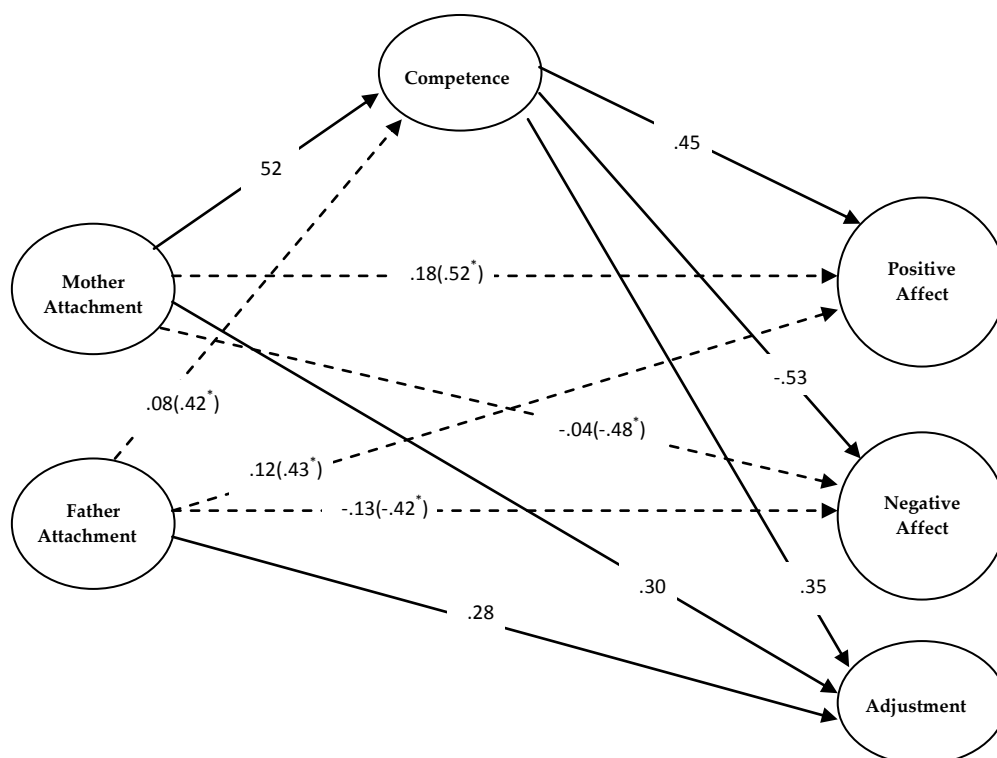 Competence
.45
52
Mother
Attachment
.18(.52*)
Positive
Affect
-.53
.08(.42*)
-.04(-.48*)
.12(.43*)
Father
Attachment
-.13(-.42*)
Negative
Affect
.30
.35
.28
Adjustment